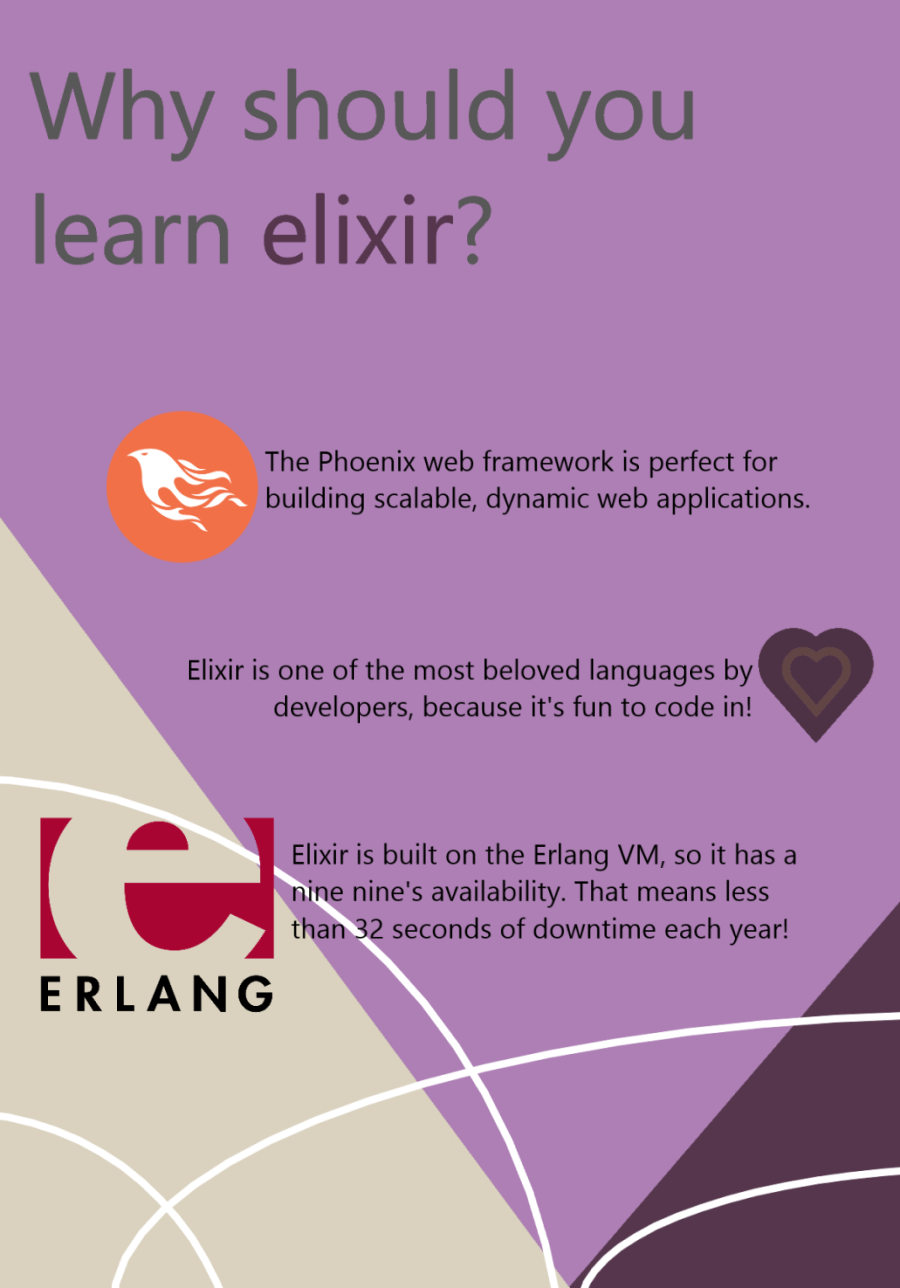 Why should you
learn elixir?
The Phoenix web framework is perfect for
building scalable, dynamic web applications.
Elixir is one of the most beloved languages by
developers, because it's fun to code in!
Elixir is built on the Erlang VM, so it has a
nine nine's availability. That means less
than 32 seconds of downtime each year!
e
ERLANG